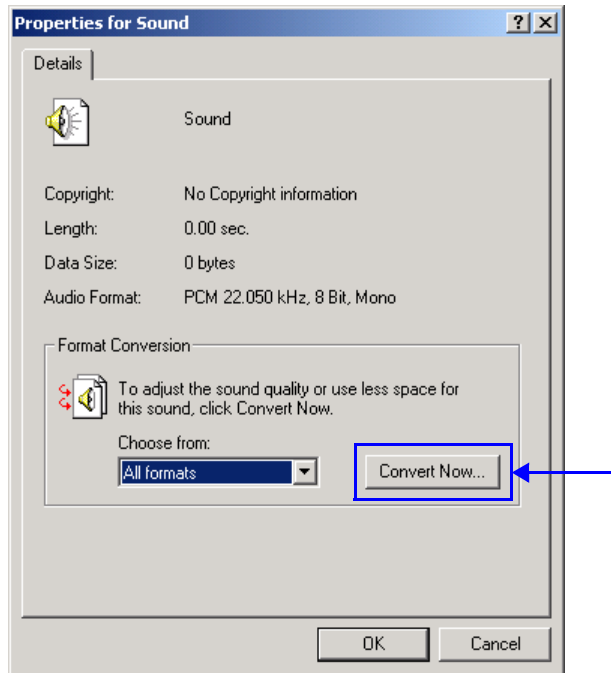 Properties for Sound
Details
Sound
Copyright: No Copyright information
Length: 0.00 sec.
Data Size: 0 bytes
Audio Format: PCM 22.050 kHz, 8 Bit, Mono
Format Conversion
To adjust the sound quality or use less space for
this sound, click Convert Now.
Choose from:
All formats
Convert Now...
OK Cancel